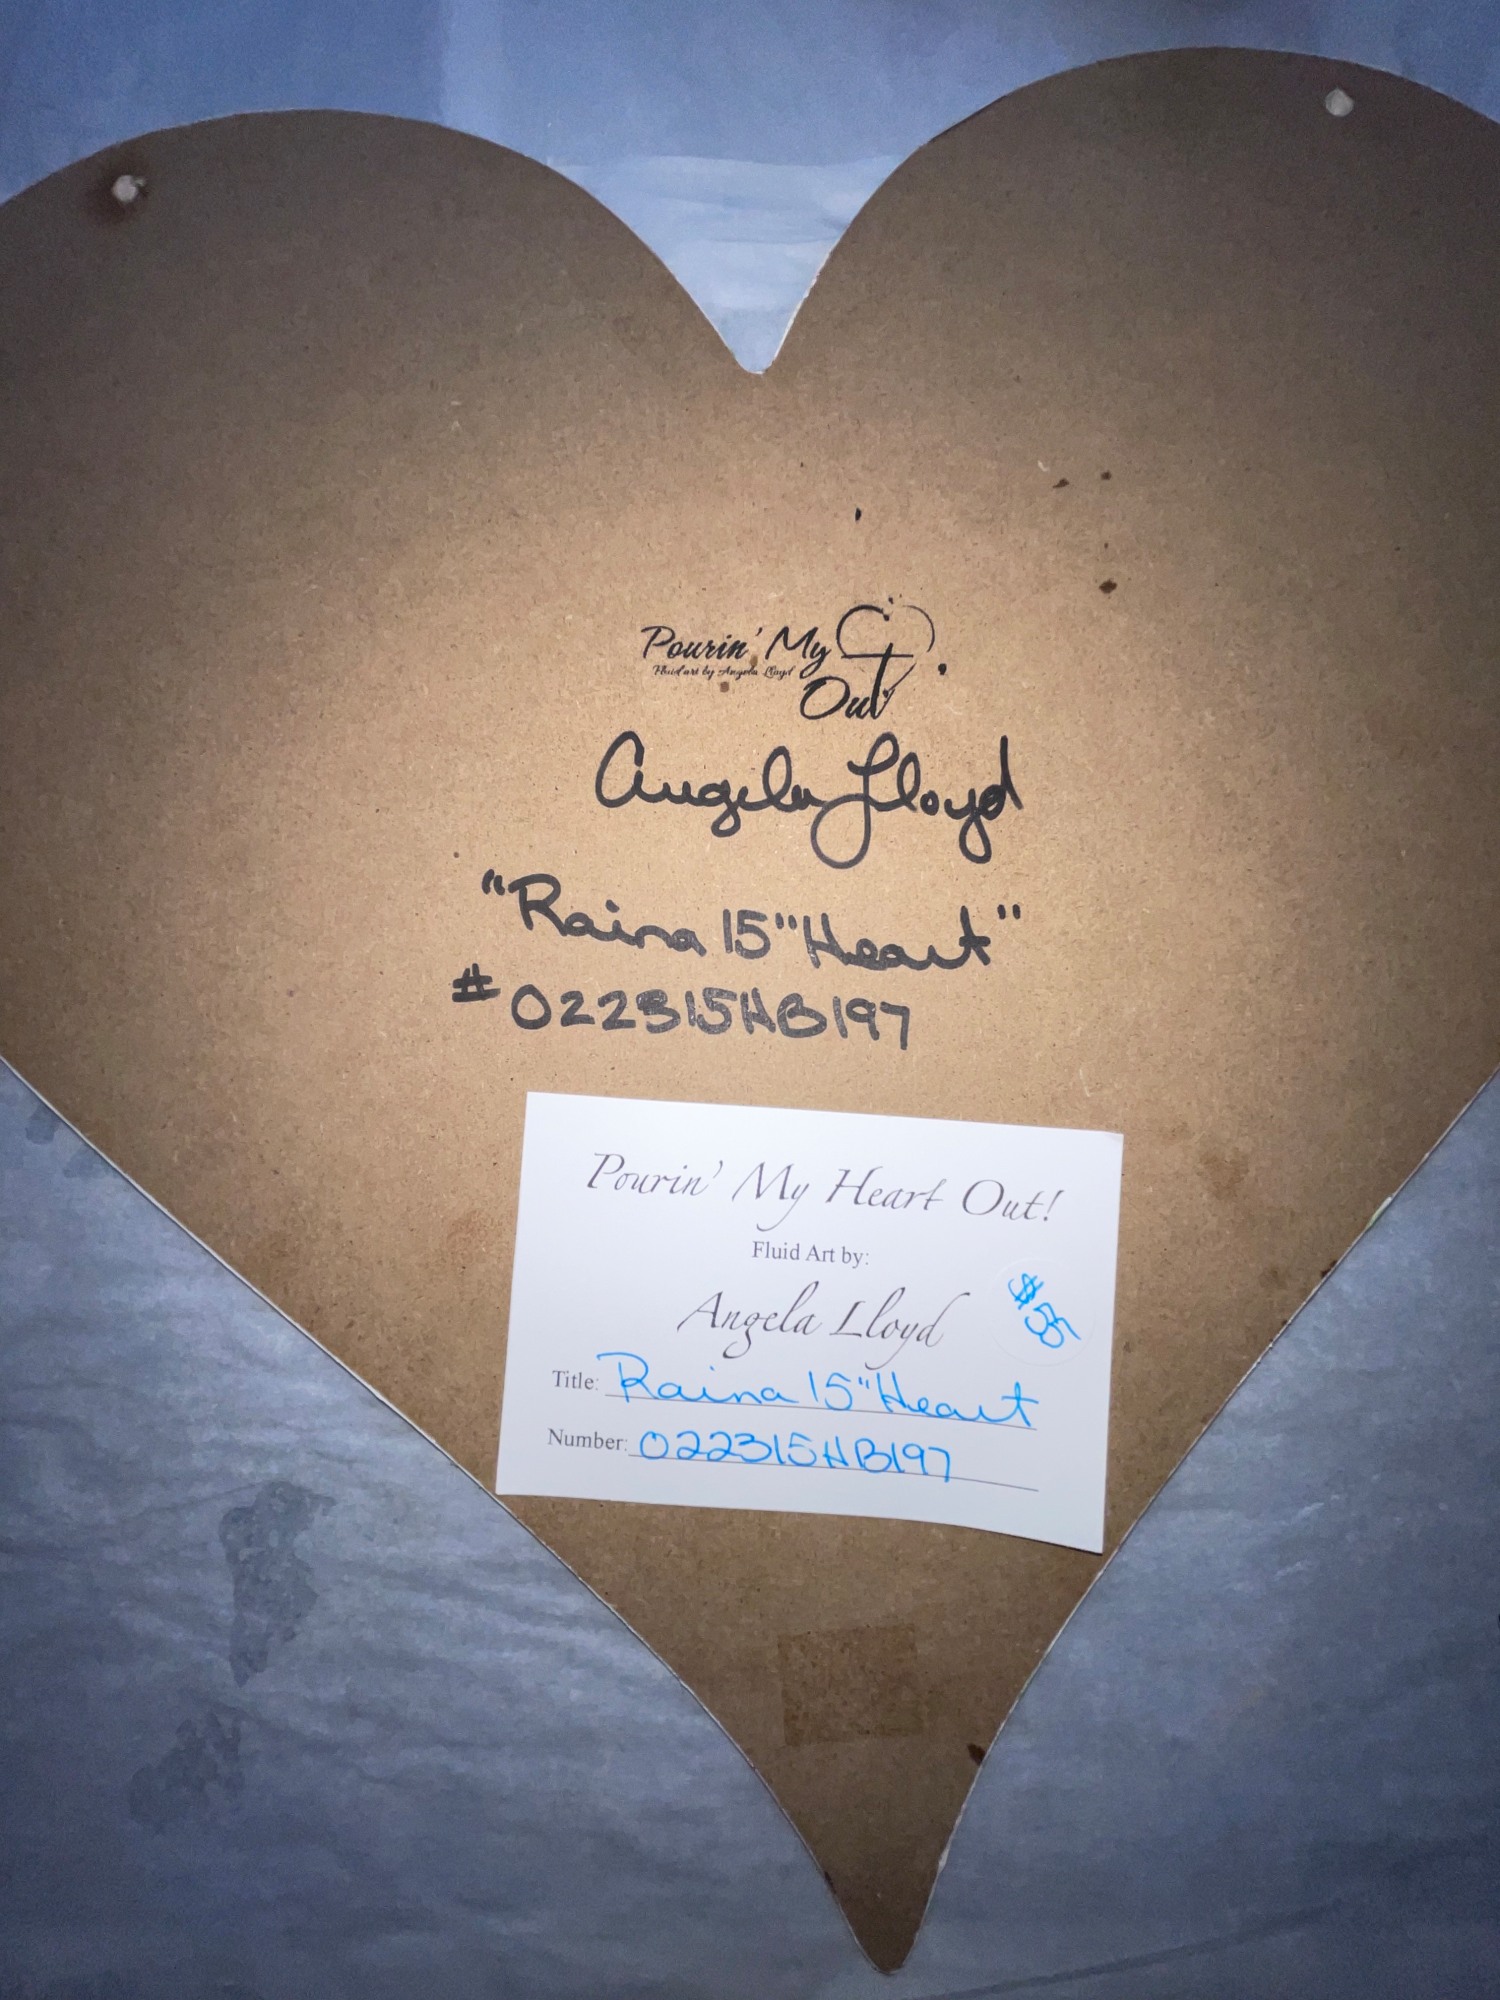 Pourin' My
Fluid art by Angela Lloyd
Out
Angela Lloyd
"Raina 15" Heart"
#022315HB197
Pourin' My Heart Out!
Fluid Art by:
Angela Lloyd
$55
Title: Raina 15" Heart
Number: 022315HB197